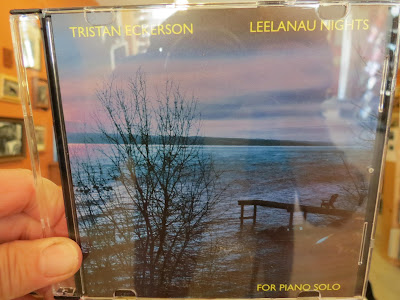 TRISTAN ECKERSON LEELANAU NIGHTS
FOR PIANO SOLO